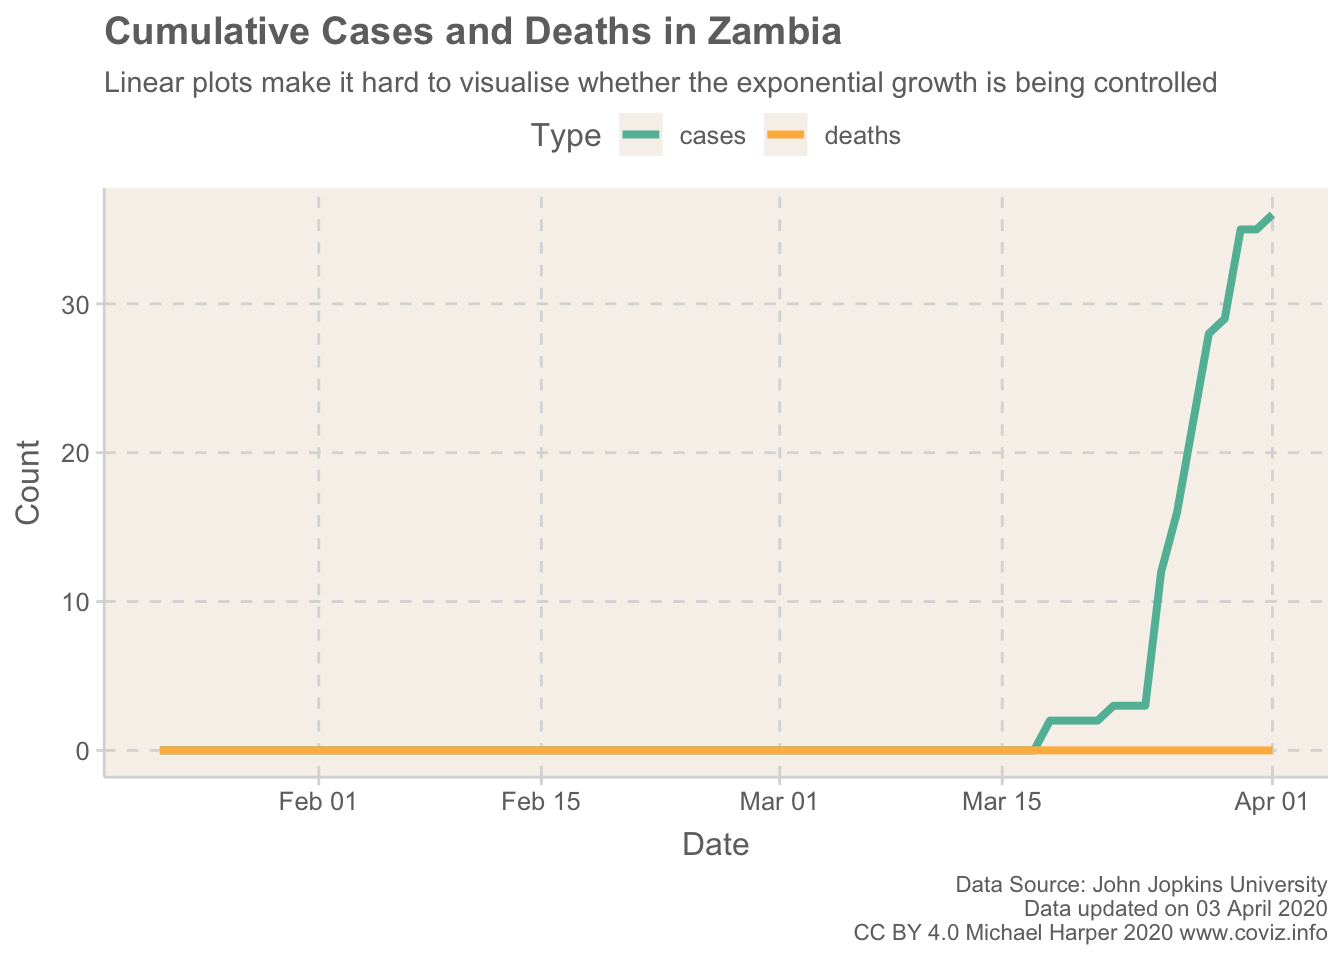 Cumulative Cases and Deaths in Zambia
Linear plots make it hard to visualise whether the exponential growth is being controlled
Type cases deaths
30
20
10
0
Count
Feb 01 Feb 15 Mar 01 Mar 15 Apr 01
Date
Data Source: John Jopkins University
Data updated on 03 April 2020
CC BY 4.0 Michael Harper 2020 www.coviz.info